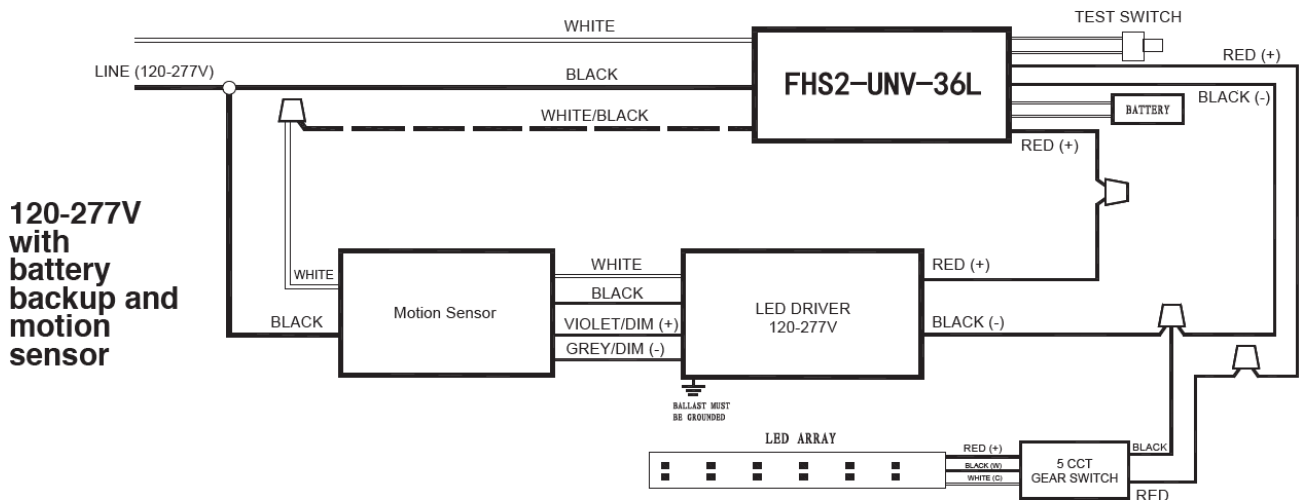 WHITE
TEST SWITCH
LINE (120-277V)
BLACK
FHS2-UNV-36L
RED (+)
BLACK (-)
BATTERY
WHITE/BLACK
RED (+)
120-277V
with
battery
backup and
motion
sensor
WHITE
BLACK
Motion Sensor
WHITE
BLACK
VIOLET/DIM (+)
GREY/DIM (-)
LED DRIVER
120-277V
RED (+)
BLACK (-)
BALLAST MUST
BE GROUNDED
LED ARRAY
RED (+)
BLACK (W)
WHITE (C)
5 CCT
GEAR SWITCH
BLACK
RED